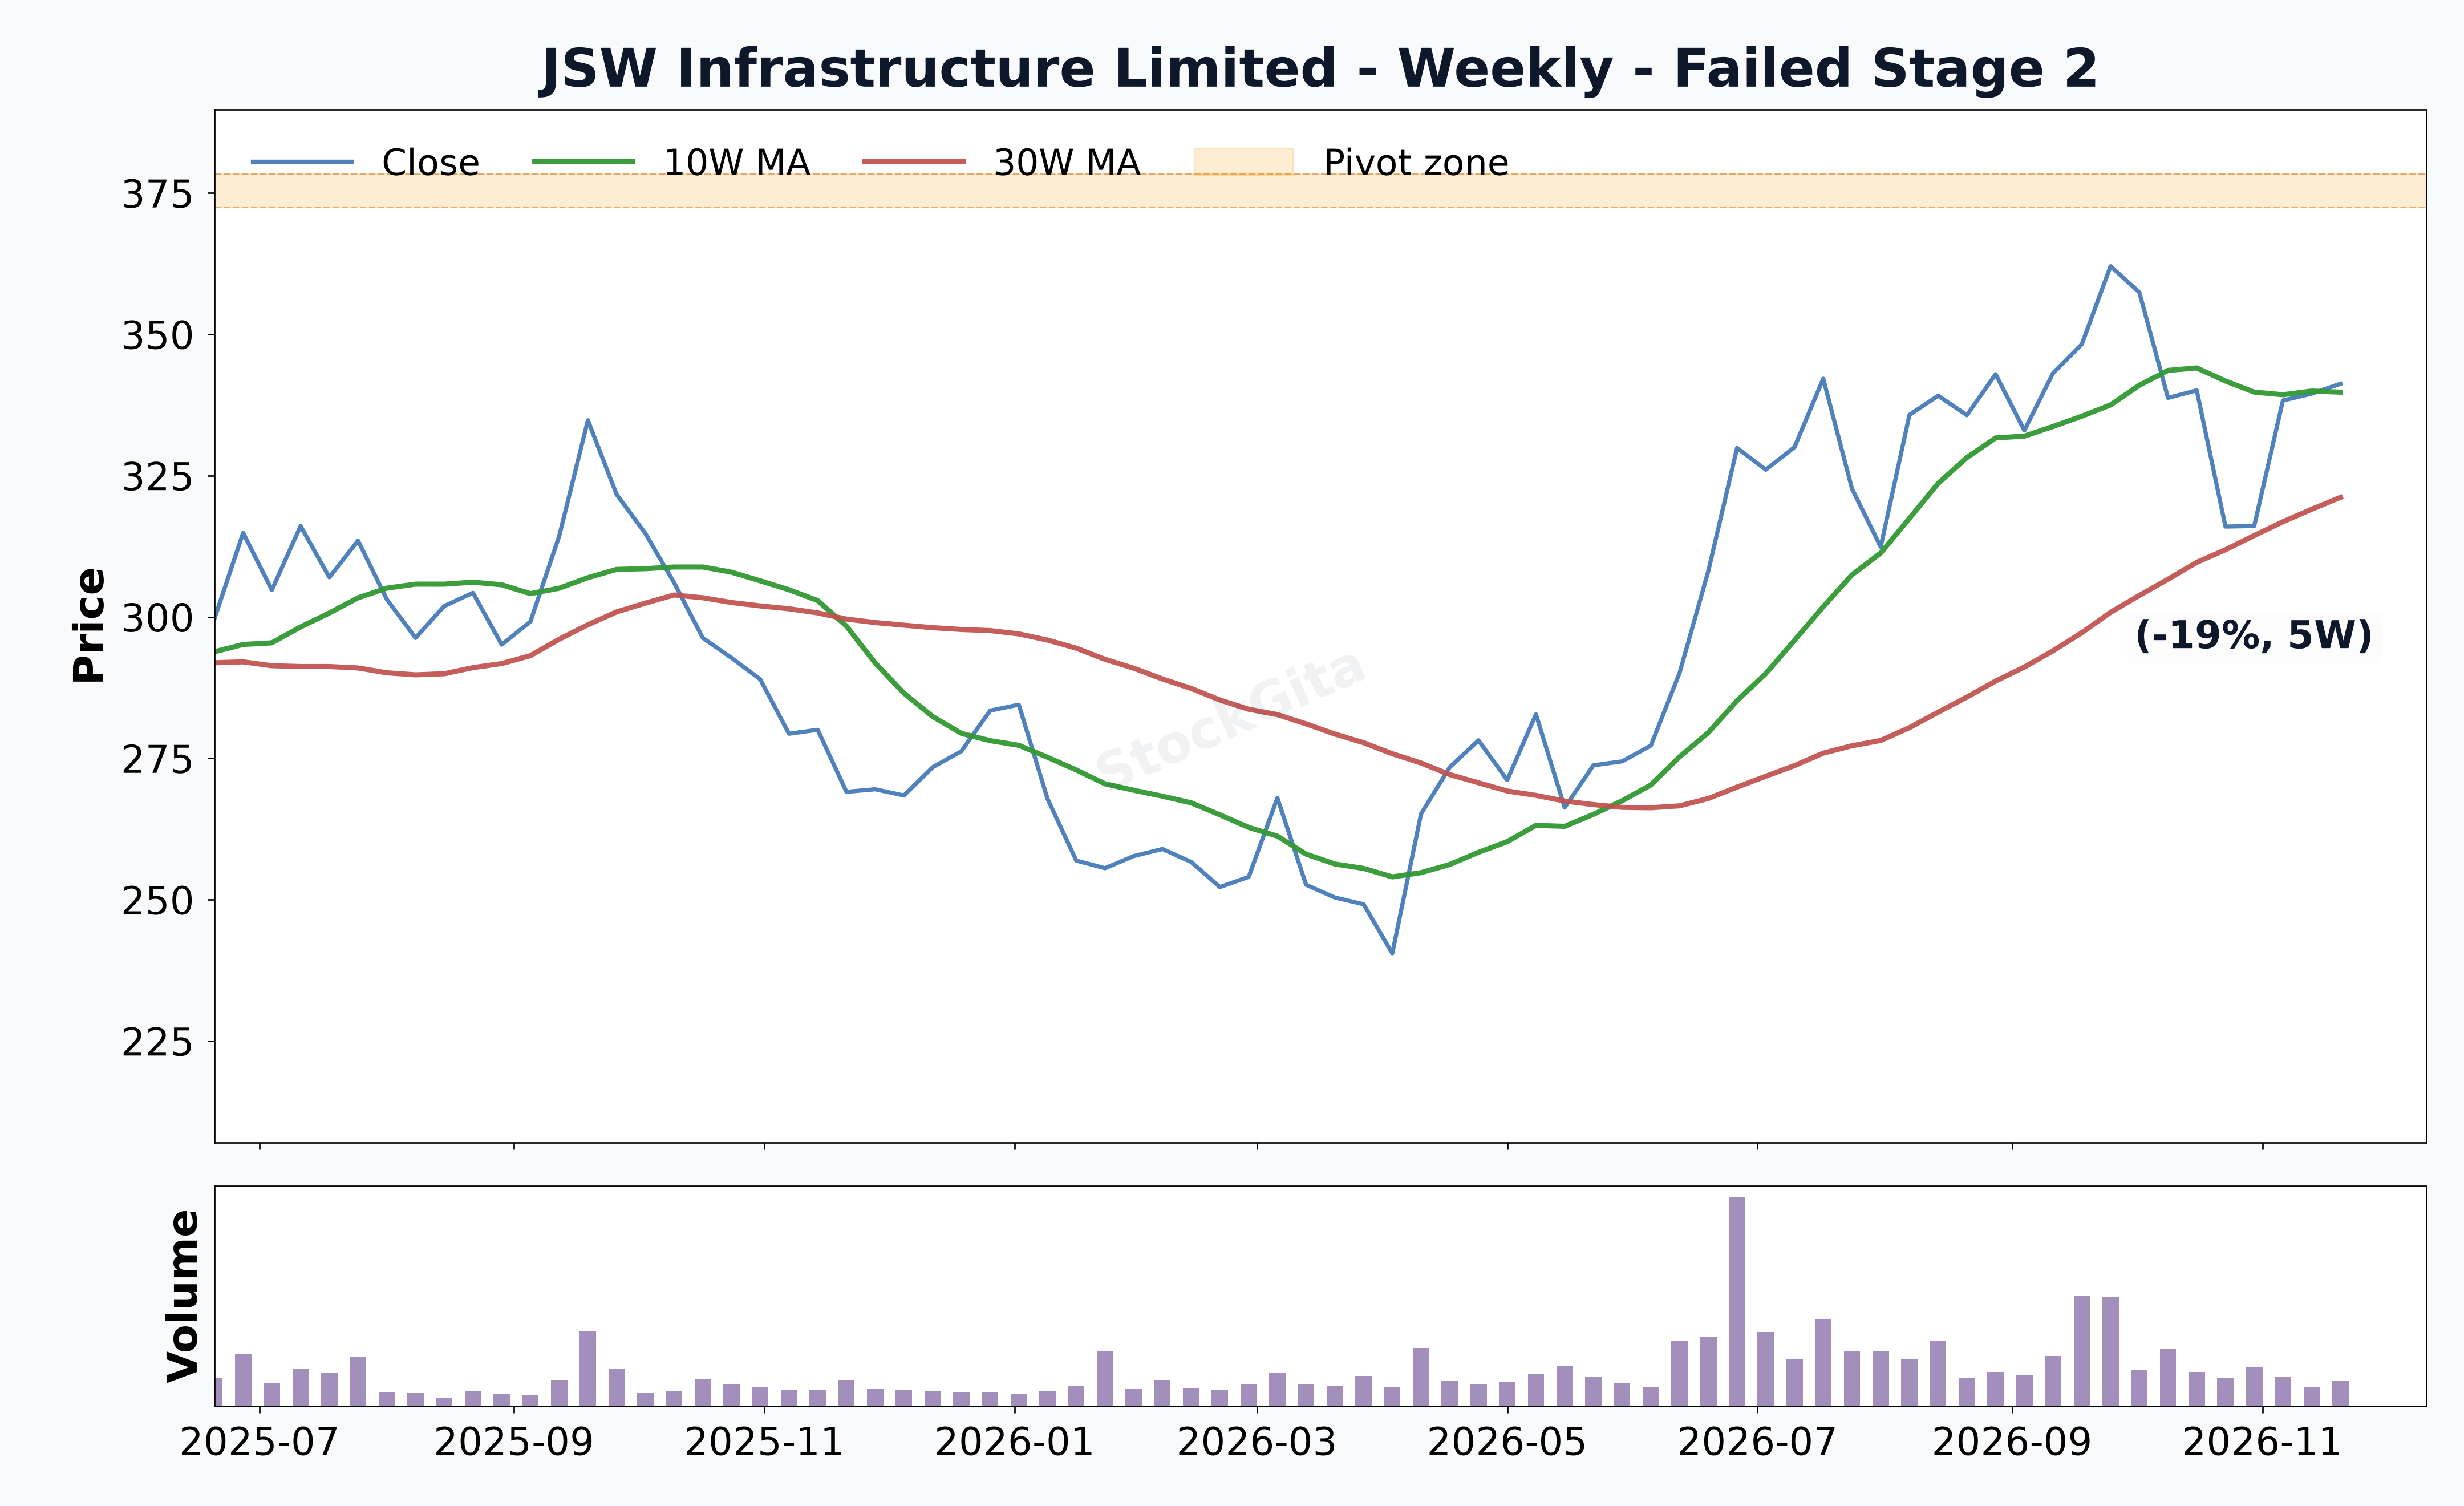 JSW Infrastructure Limited - Weekly - Failed Stage 2
Close 10W MA 30W MA Pivot zone
375
350
325
300
275
250
225
Price
(-19%, 5W)
StockGita
Volume
2025-07 2025-09 2025-11 2026-01 2026-03 2026-05 2026-07 2026-09 2026-11